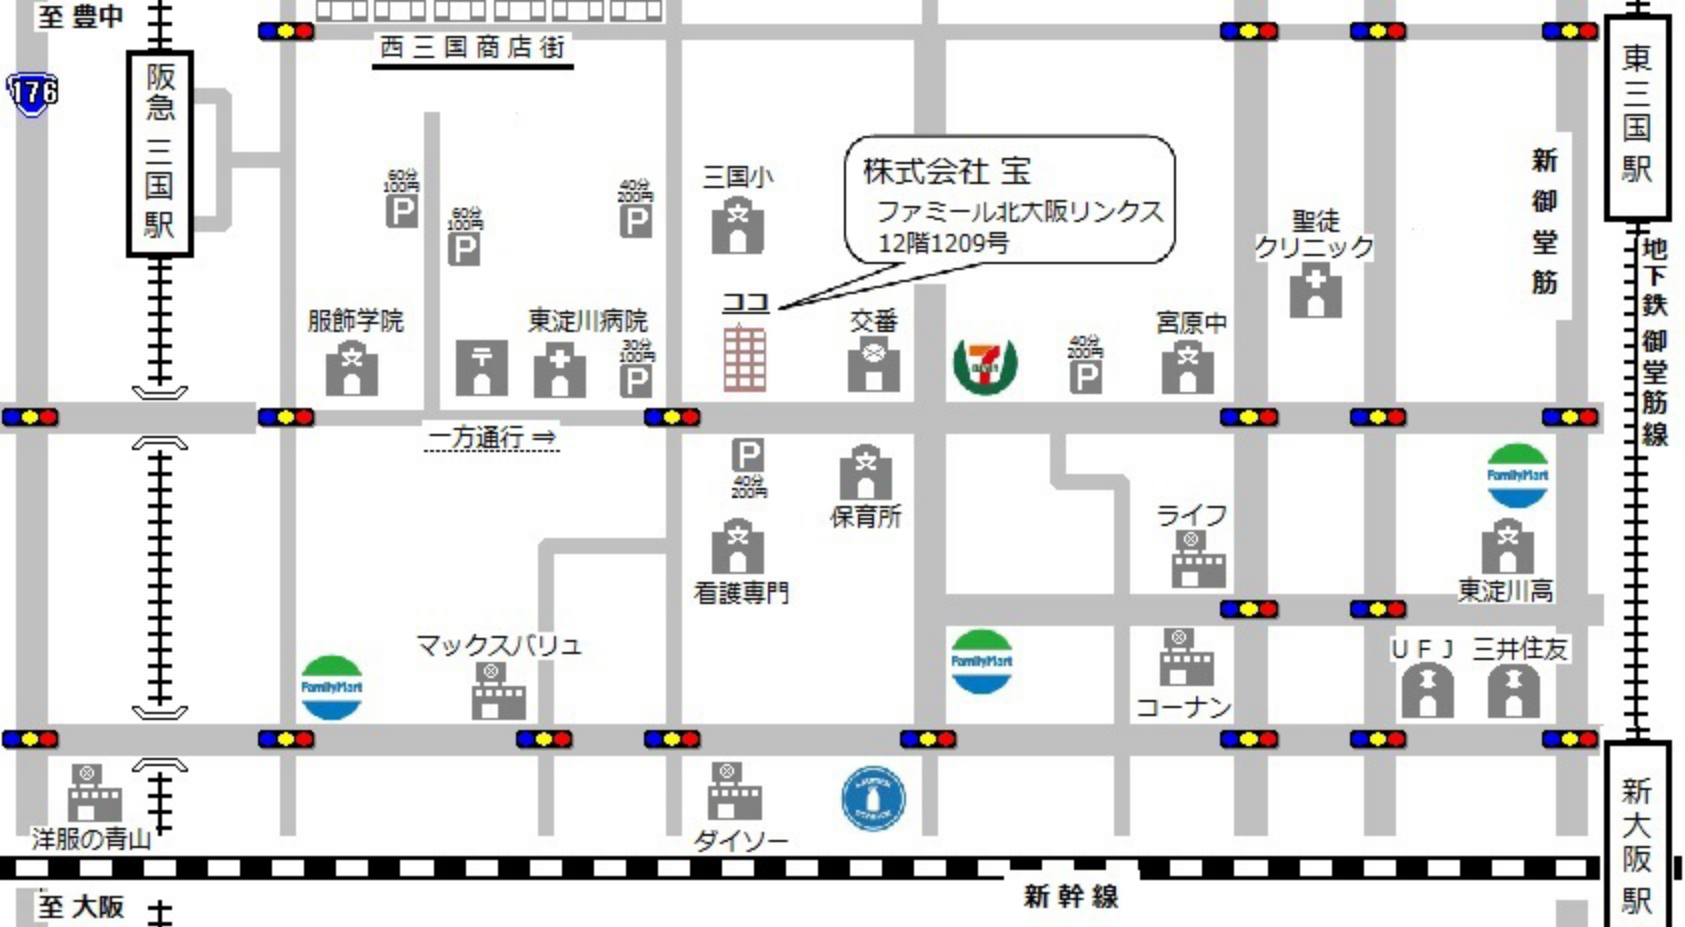 至 豊中
176
阪急 三国駅
西三国商店街
東三国駅
新御堂筋
地下鉄 御堂筋線
60分
100円
P
60分
100円
P
40分
200円
P
三国小
株式会社 宝
ファミール北大阪リンクス
12階1209号
聖徒
クリニック
服飾学院
〒
東淀川病院
30分
100円
P
ココ
交番
7
40分
200円
P
宮原中
一方通行 ⇒
P
40分
200円
保育所
看護専門
ライフ
FamilyMart
東淀川高
マックスバリュ
FamilyMart
FamilyMart
コーナン
UFJ
三井住友
洋服の青山
ダイソー
新大阪駅
新幹線
至 大阪